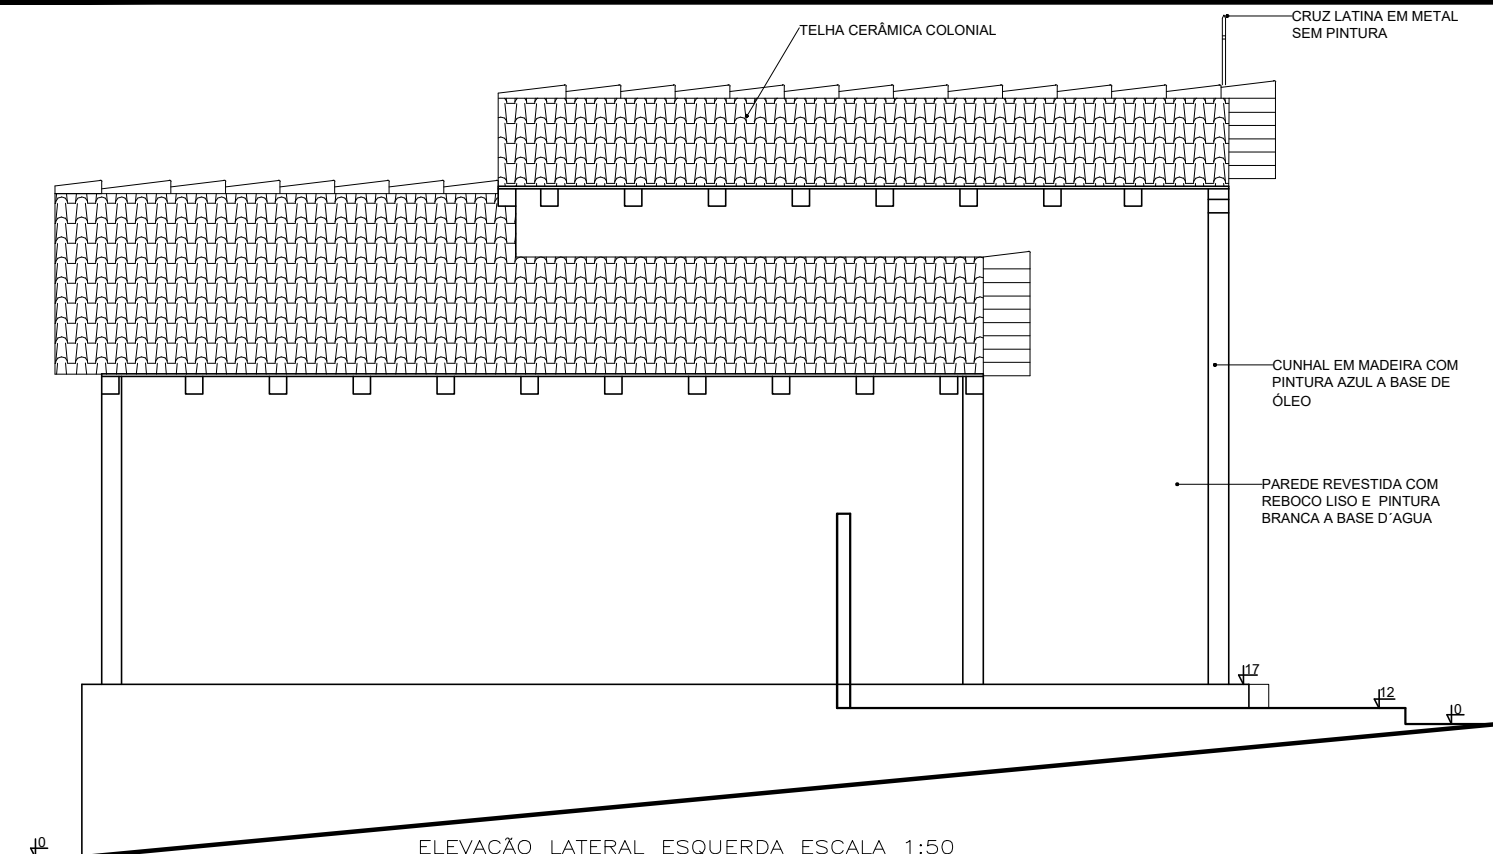 CRUZ LATINA EM METAL
SEM PINTURA
TELHA CERÂMICA COLONIAL
CUNHAL EM MADEIRA COM
PINTURA AZUL A BASE DE
ÓLEO
PAREDE REVESTIDA COM
REBOCO LISO E PINTURA
BRANCA A BASE D´AGUA
17
12
0
0
ELEVAÇÃO LATERAL ESQUERDA ESCALA 1:50